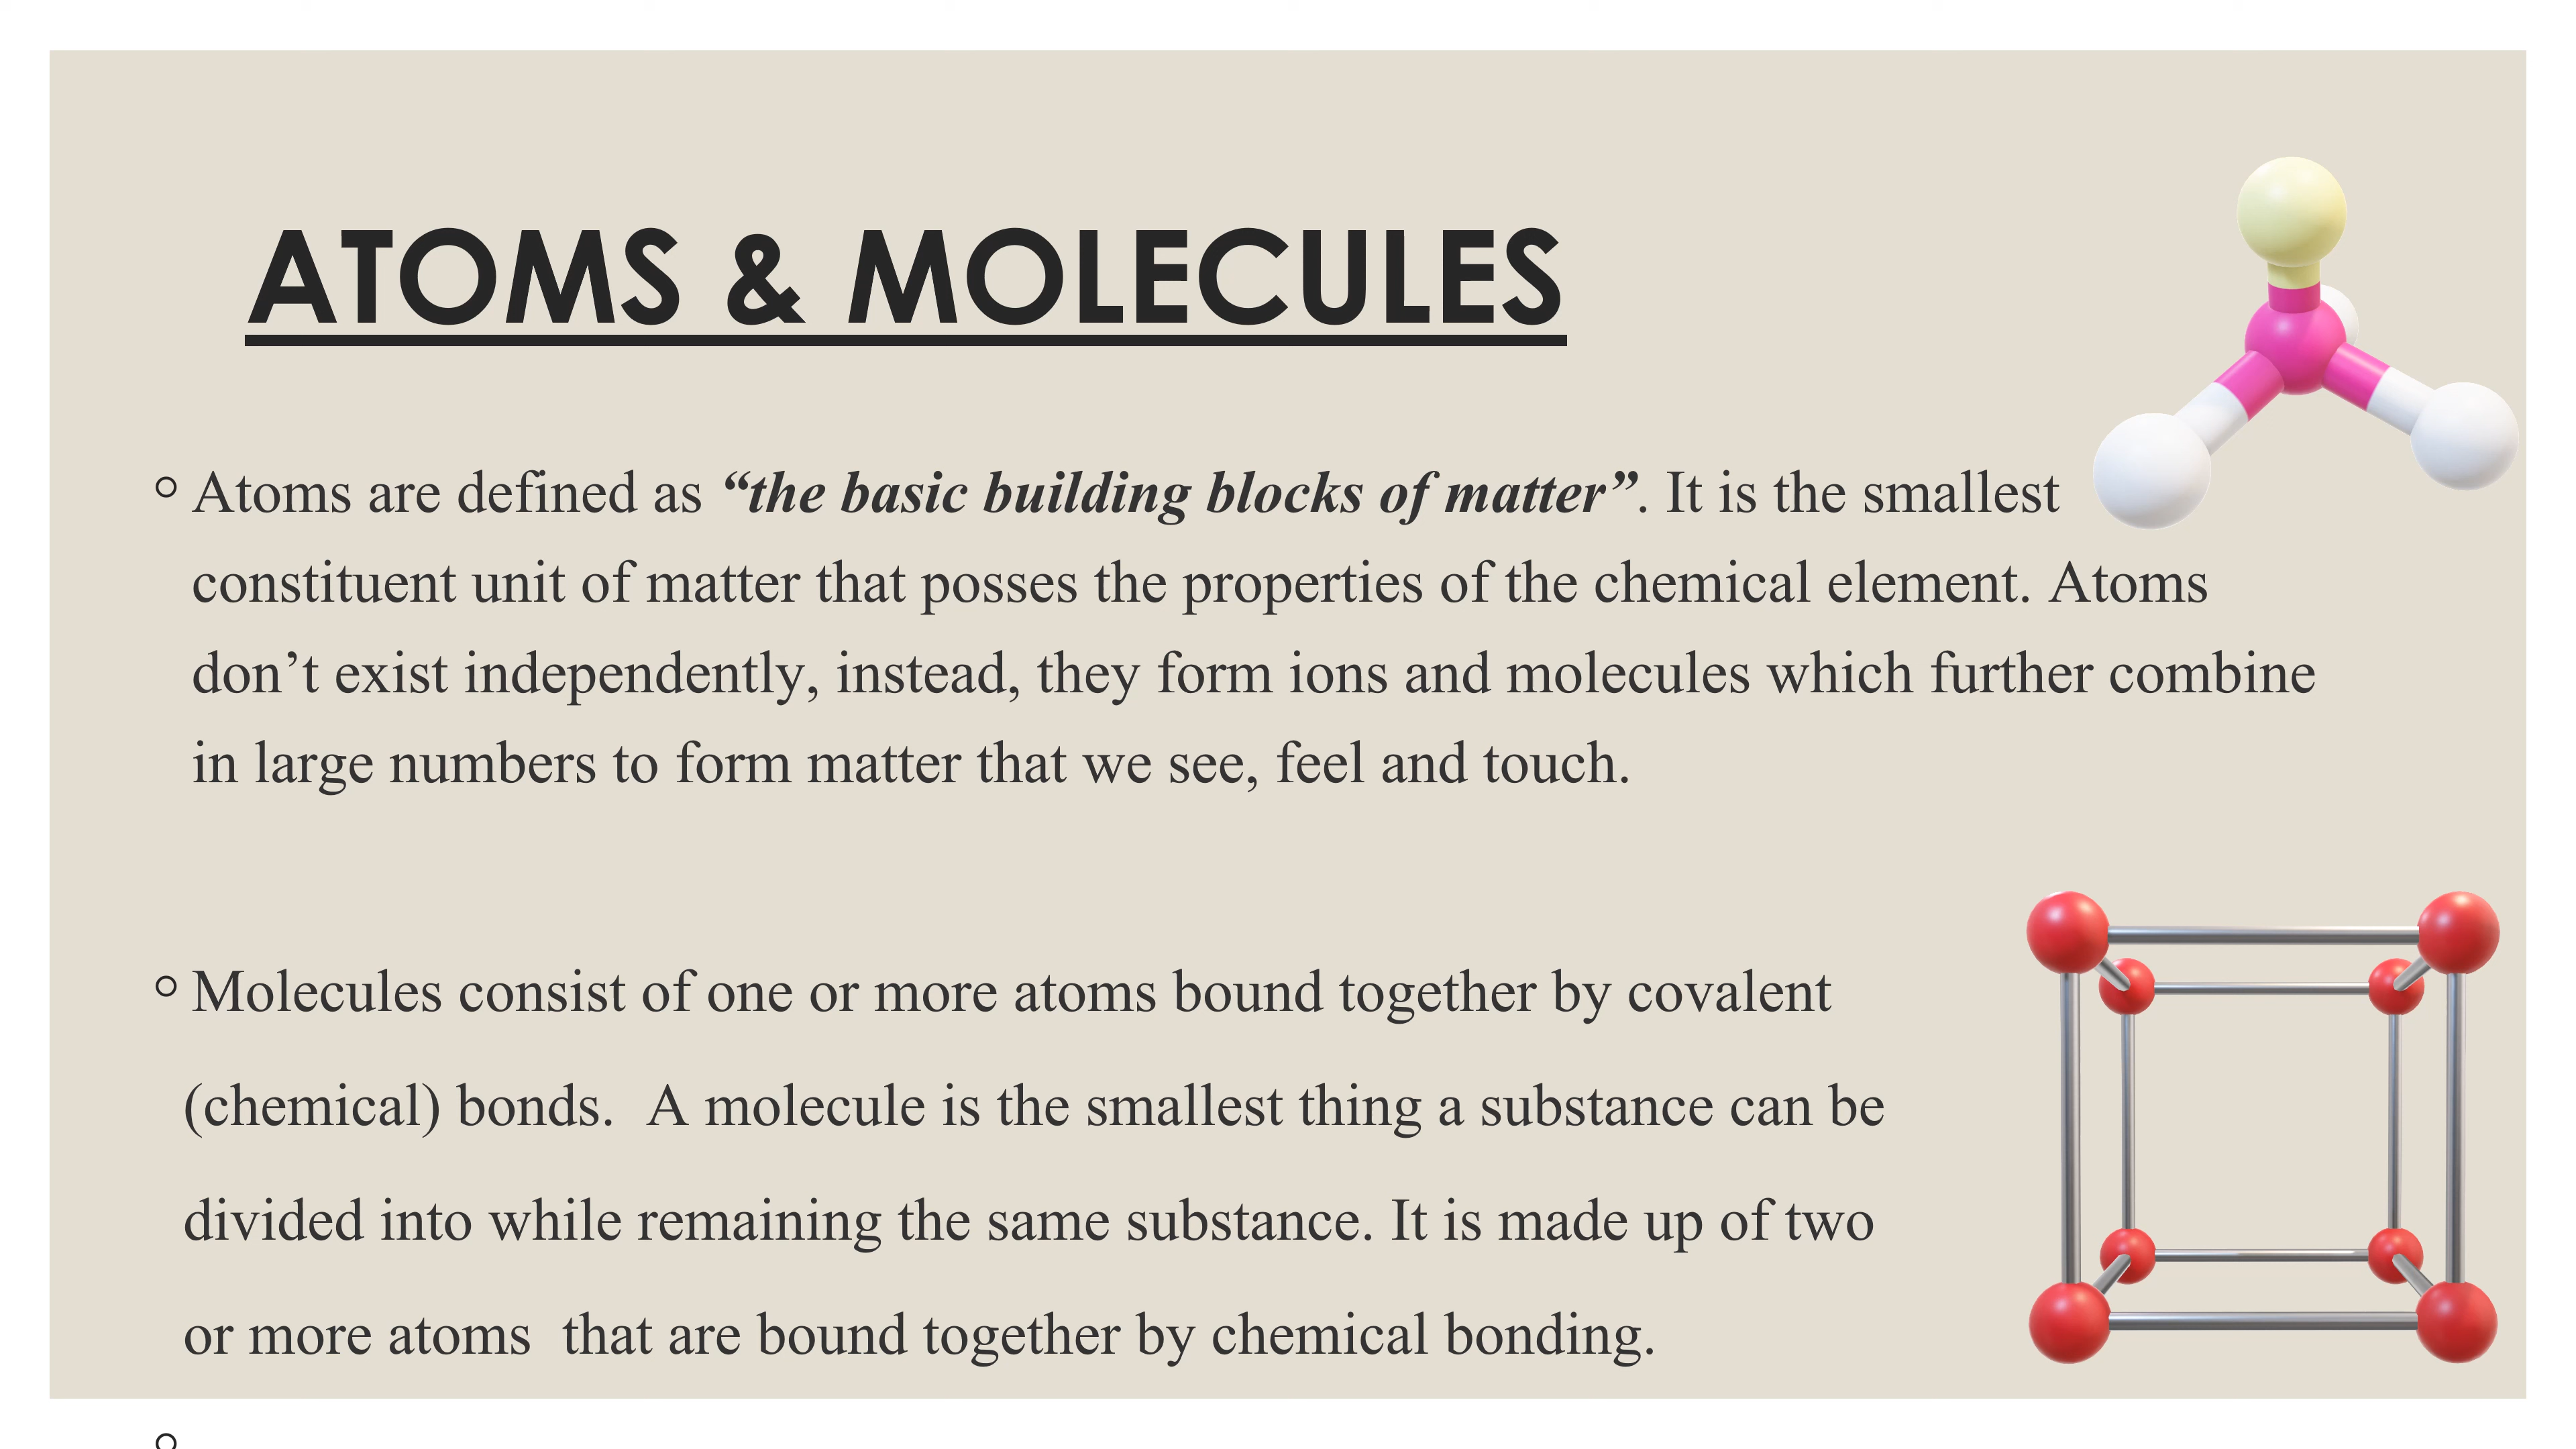 ATOMS & MOLECULES
◦ Atoms are defined as “the basic building blocks of matter”. It is the smallest
constituent unit of matter that posses the properties of the chemical element. Atoms
don’t exist independently, instead, they form ions and molecules which further combine
in large numbers to form matter that we see, feel and touch.
◦ Molecules consist of one or more atoms bound together by covalent
(chemical) bonds.  A molecule is the smallest thing a substance can be
divided into while remaining the same substance. It is made up of two
or more atoms  that are bound together by chemical bonding.